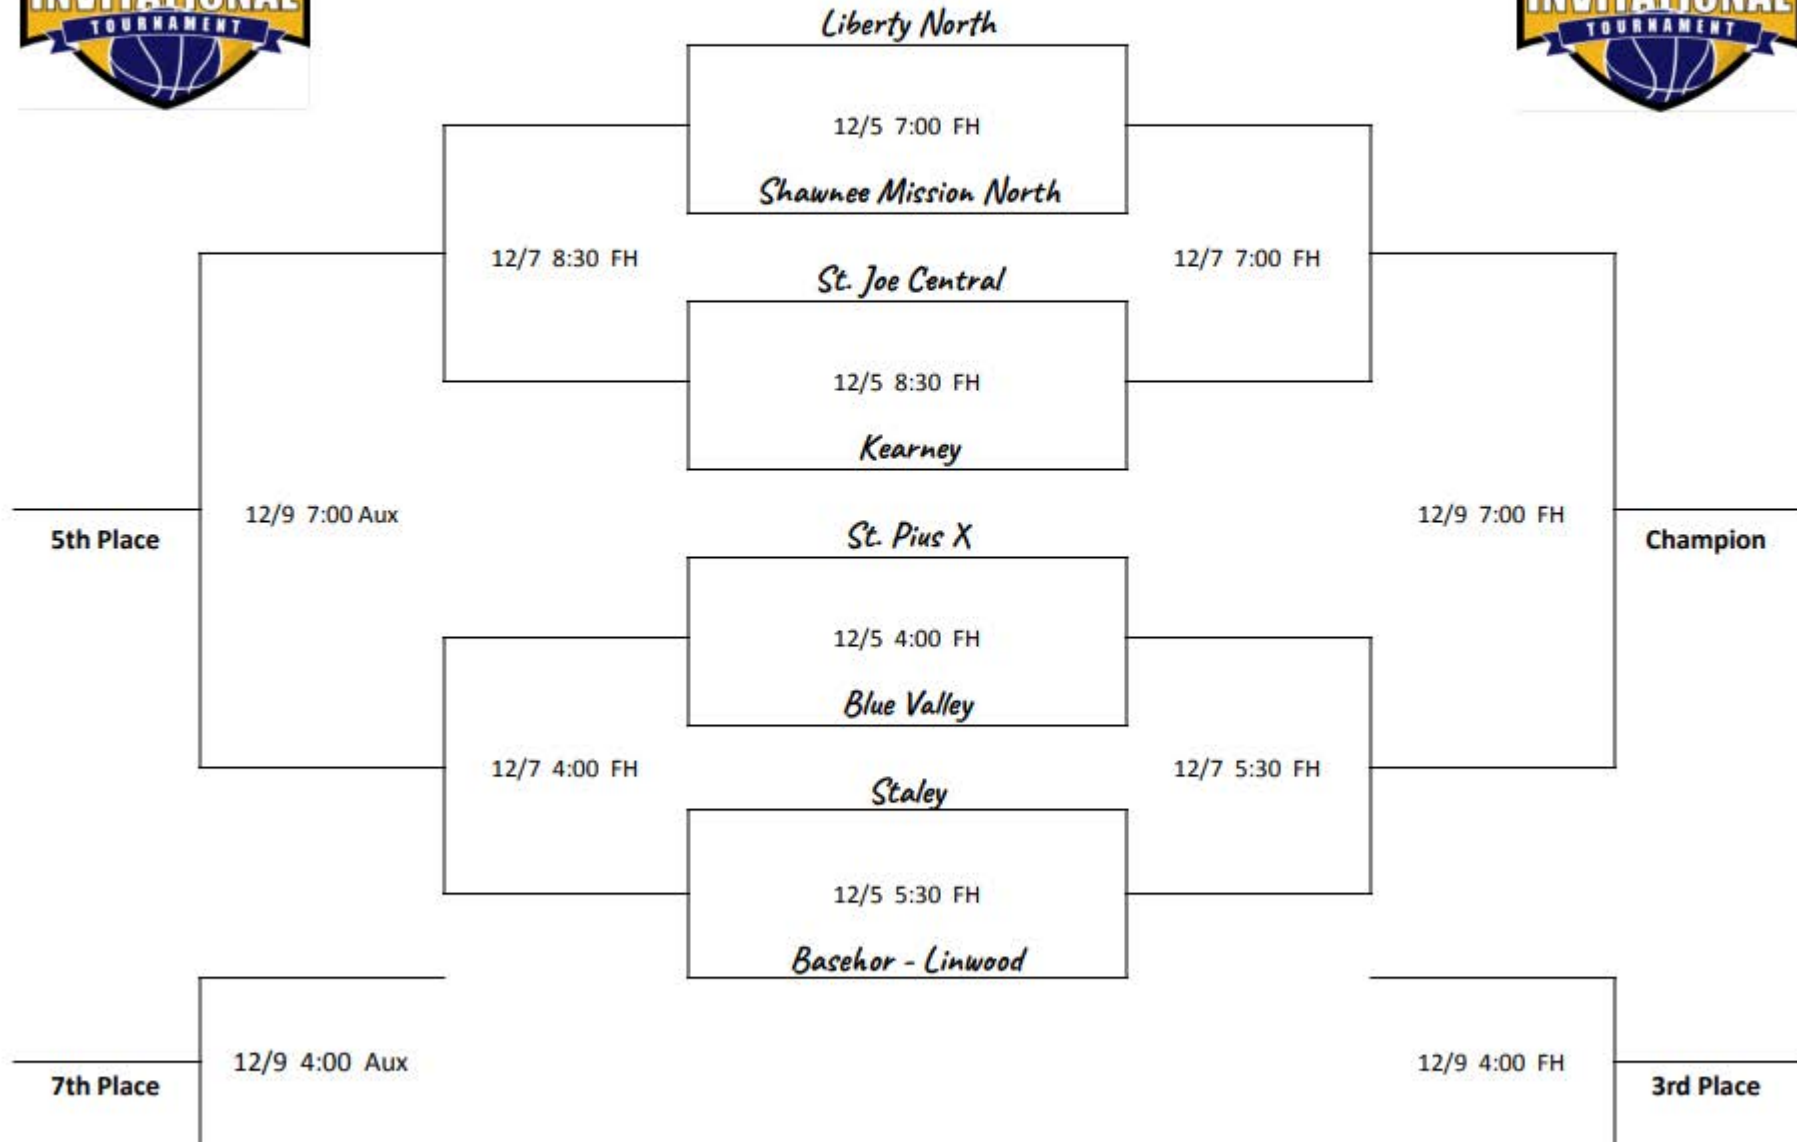 INVITATIONAL
TOURNAMENT
INVITATIONAL
TOURNAMENT
Liberty North
12/5 7:00 FH
Shawnee Mission North
12/7 8:30 FH
12/7 7:00 FH
St. Joe Central
12/5 8:30 FH
Kearney
12/9 7:00 Aux
12/9 7:00 FH
5th Place
Champion
St. Pius X
12/5 4:00 FH
Blue Valley
12/7 4:00 FH
12/7 5:30 FH
Staley
12/5 5:30 FH
Basehor - Linwood
12/9 4:00 Aux
12/9 4:00 FH
7th Place
3rd Place